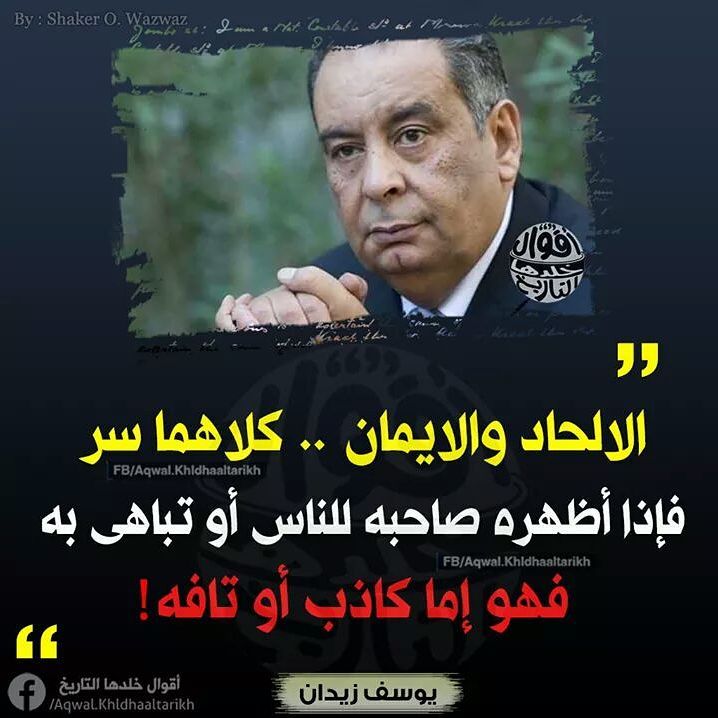 By : Shaker O. Wazwaz
أقوال
خلدها
التاريخ
”
الالحاد والايمان .. كلاهما سر
FB/Aqwal.Khldhaaltarikh
فإذا أظهره صاحبه للناس أو تباهى به
FB/Aqwal.Khldhaaltarikh
فهو إما كاذب أو تافه!
“
يوسف زيدان
أقوال خلدها التاريخ
/Aqwal.Khldhaaltarikh